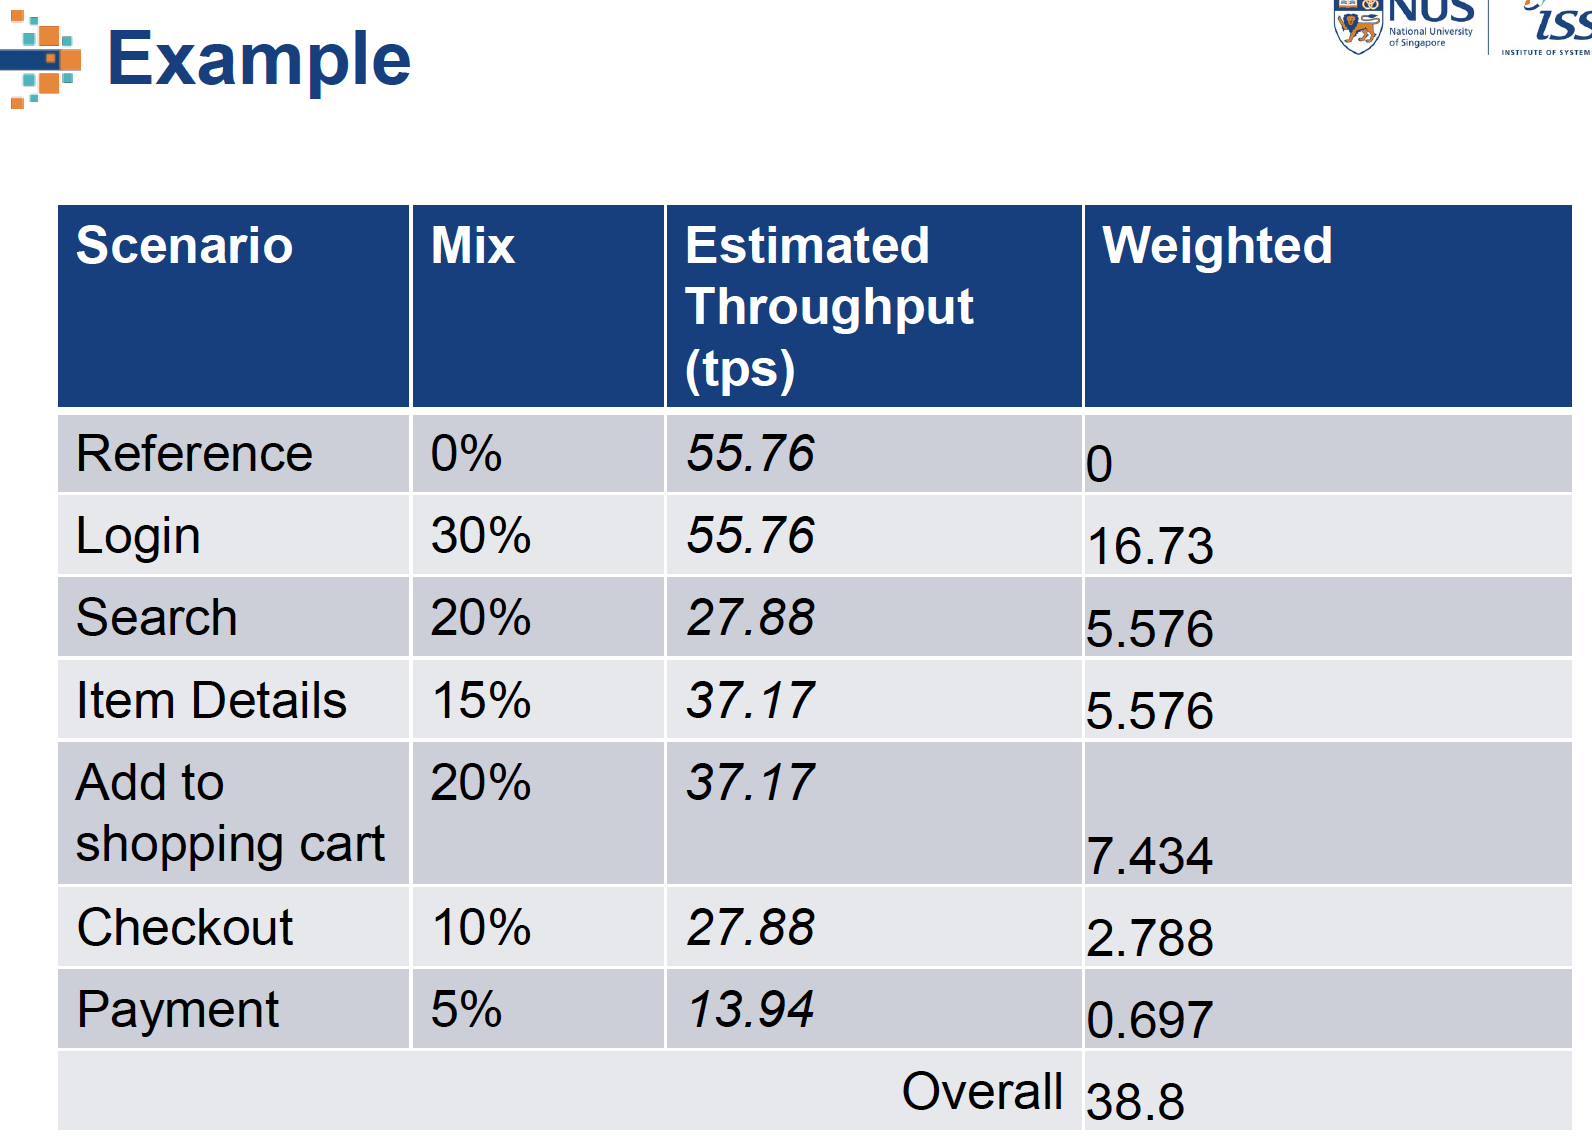 Example
NUS
National University
of Singapore
iss
INSTITUTE OF SYSTEM
Scenario Mix Estimated Throughput (tps) Weighted
Reference 0% 55.76 0
Login 30% 55.76 16.73
Search 20% 27.88 5.576
Item Details 15% 37.17 5.576
Add to shopping cart 20% 37.17 7.434
Checkout 10% 27.88 2.788
Payment 5% 13.94 0.697
Overall 38.8